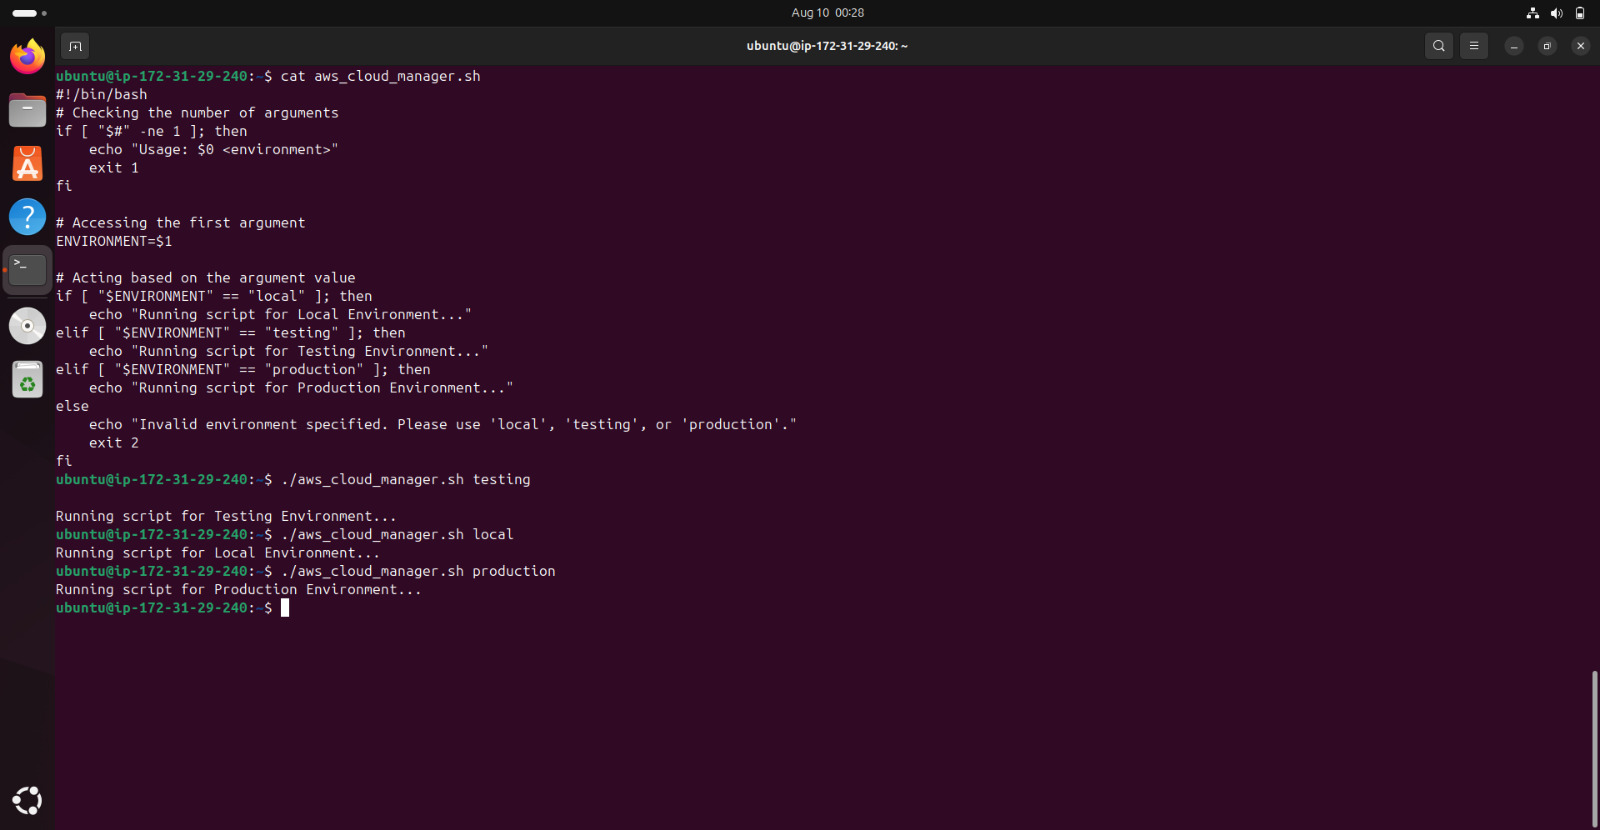 Aug 10 00:28
ubuntu@ip-172-31-29-240: ~
ubuntu@ip-172-31-29-240:~$ cat aws_cloud_manager.sh
#!/bin/bash
# Checking the number of arguments
if [ "$#" -ne 1 ]; then
    echo "Usage: $0 <environment>"
    exit 1
fi

# Accessing the first argument
ENVIRONMENT=$1

# Acting based on the argument value
if [ "$ENVIRONMENT" == "local" ]; then
    echo "Running script for Local Environment..."
elif [ "$ENVIRONMENT" == "testing" ]; then
    echo "Running script for Testing Environment..."
elif [ "$ENVIRONMENT" == "production" ]; then
    echo "Running script for Production Environment..."
else
    echo "Invalid environment specified. Please use 'local', 'testing', or 'production'."
    exit 2
fi
ubuntu@ip-172-31-29-240:~$ ./aws_cloud_manager.sh testing

Running script for Testing Environment...
ubuntu@ip-172-31-29-240:~$ ./aws_cloud_manager.sh local
Running script for Local Environment...
ubuntu@ip-172-31-29-240:~$ ./aws_cloud_manager.sh production
Running script for Production Environment...
ubuntu@ip-172-31-29-240:~$